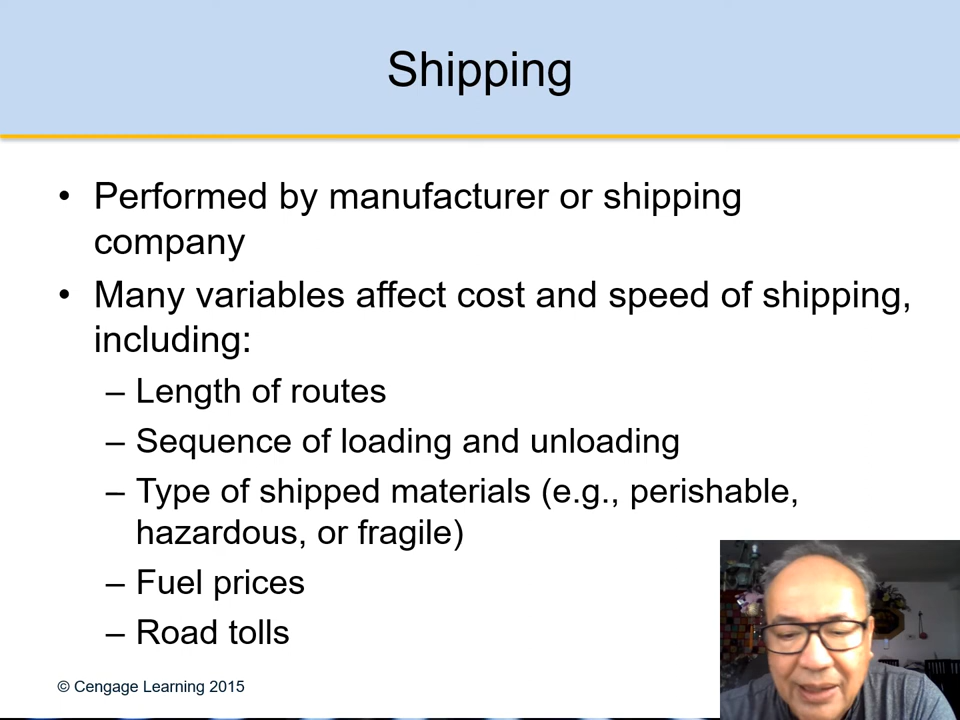 Shipping
• Performed by manufacturer or shipping
company
• Many variables affect cost and speed of shipping,
including:
– Length of routes
– Sequence of loading and unloading
– Type of shipped materials (e.g., perishable,
hazardous, or fragile)
– Fuel prices
– Road tolls
© Cengage Learning 2015